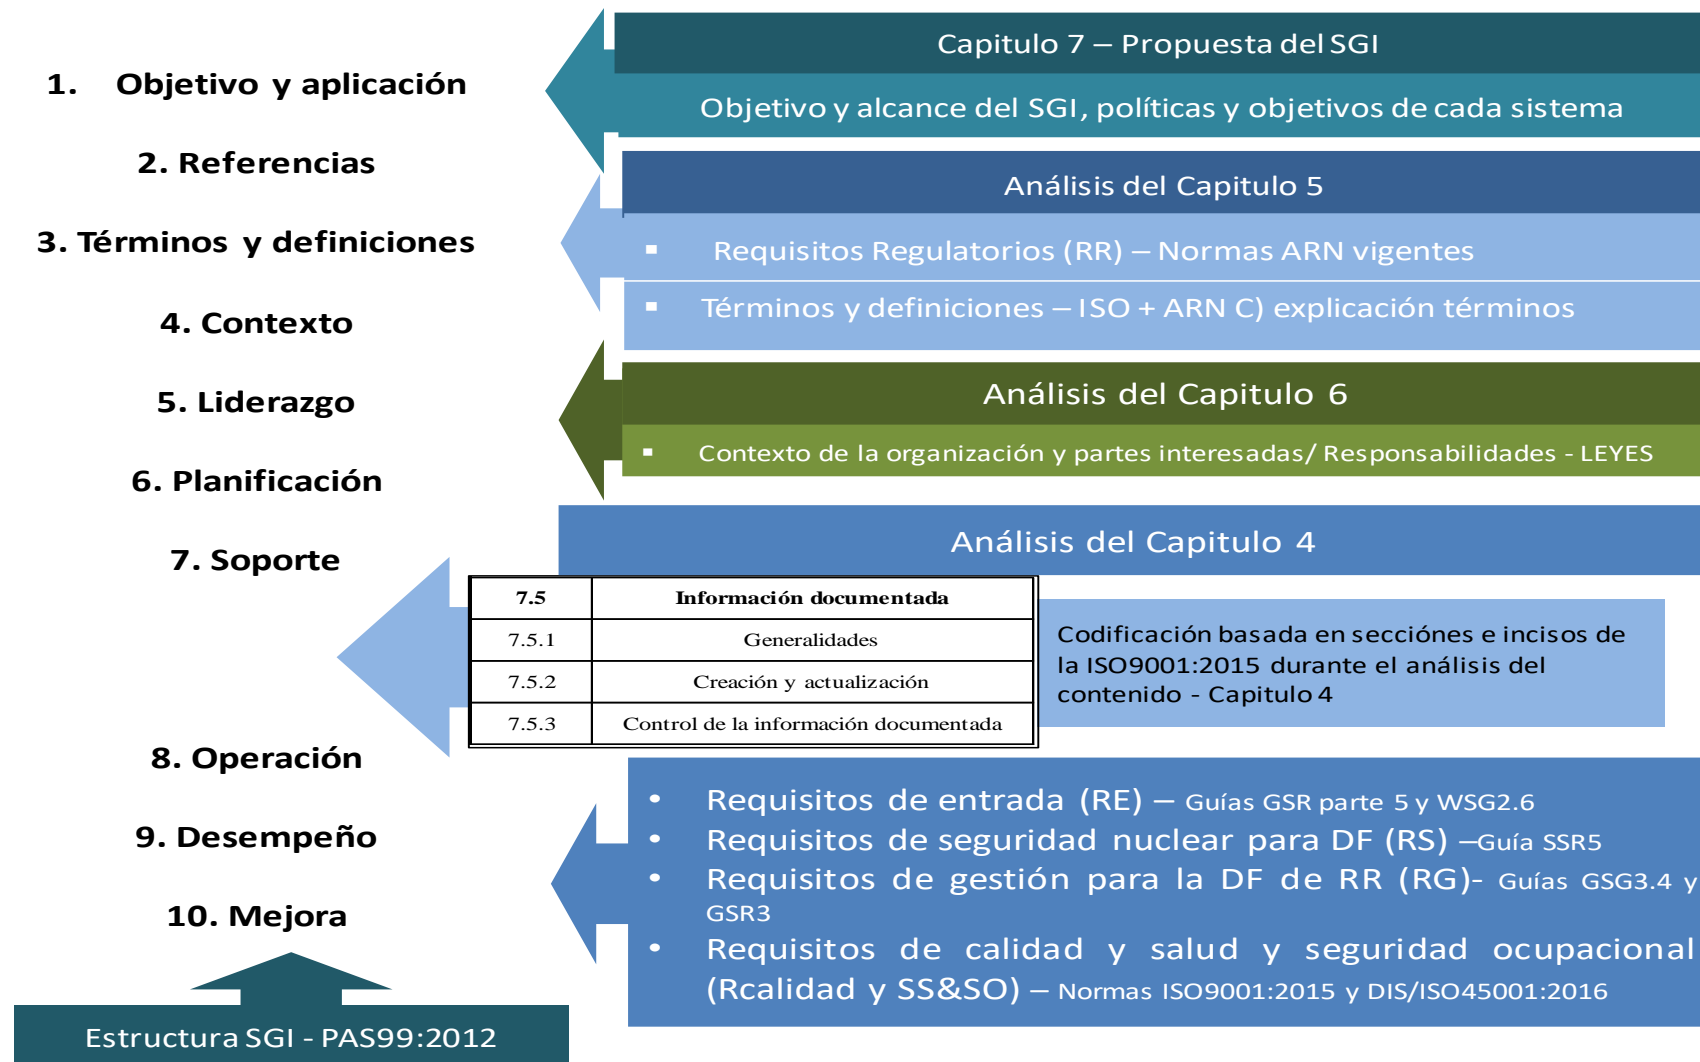 1. Objetivo y aplicación
2. Referencias
3. Términos y definiciones
4. Contexto
5. Liderazgo
6. Planificación
7. Soporte
8. Operación
9. Desempeño
10. Mejora
Estructura SGI - PAS99:2012
Capitulo 7 – Propuesta del SGI
Objetivo y alcance del SGI, políticas y objetivos de cada sistema
Análisis del Capitulo 5
▪ Requisitos Regulatorios (RR) – Normas ARN vigentes
▪ Términos y definiciones – ISO + ARN C) explicación términos
Análisis del Capitulo 6
▪ Contexto de la organización y partes interesadas/ Responsabilidades - LEYES
Análisis del Capitulo 4
7.5 Información documentada
7.5.1 Generalidades
7.5.2 Creación y actualización
7.5.3 Control de la información documentada
Codificación basada en secciónes e incisos de
la ISO9001:2015 durante el análisis del
contenido - Capitulo 4
• Requisitos de entrada (RE) – Guías GSR parte 5 y WSG2.6
• Requisitos de seguridad nuclear para DF (RS) –Guía SSR5
• Requisitos de gestión para la DF de RR (RG)- Guías GSG3.4 y
GSR3
• Requisitos de calidad y salud y seguridad ocupacional
(Rcalidad y SS&SO) – Normas ISO9001:2015 y DIS/ISO45001:2016